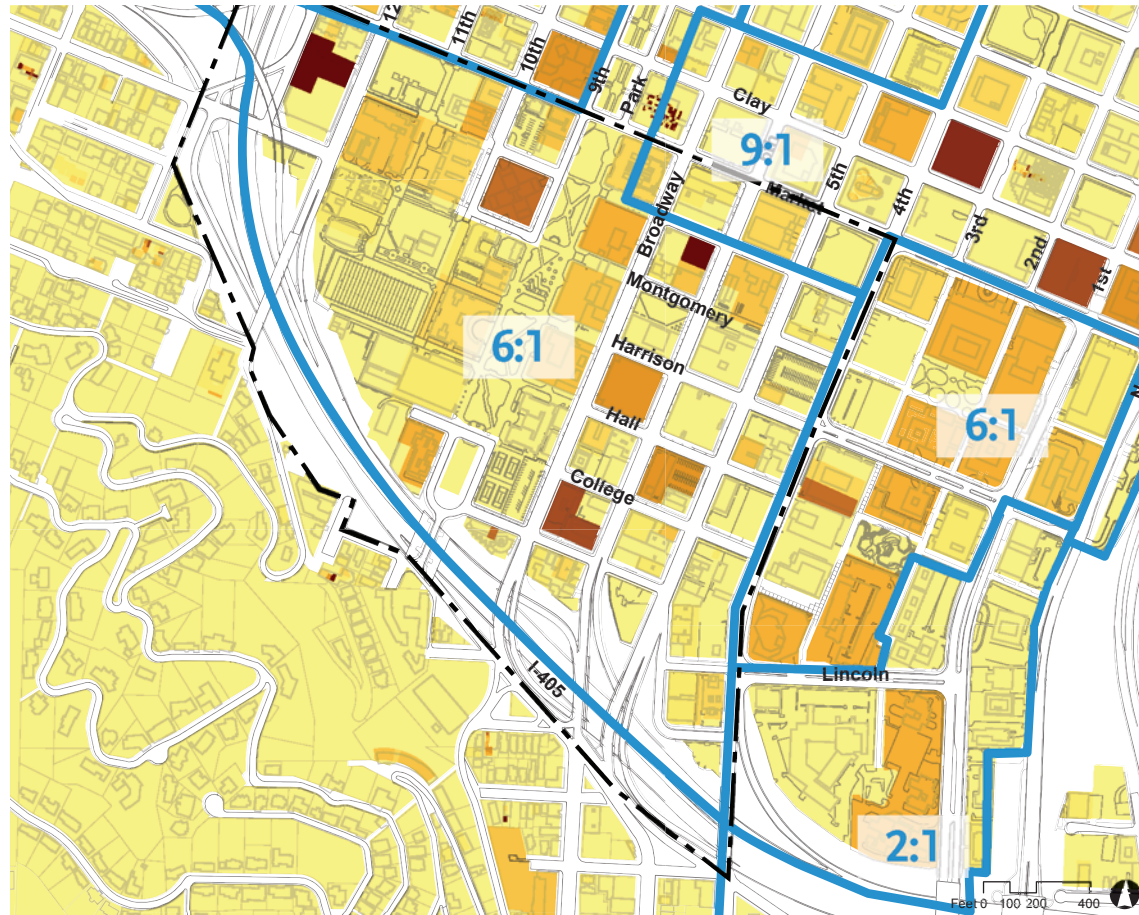 12
11th
10th
9th
Park
Clay
9:1
5th
4th
Market
3rd
2nd
1st
Broadway
Montgomery
6:1
Harrison
6:1
Hall
College
I-405
Lincoln
2:1
Feet 0 100 200 400